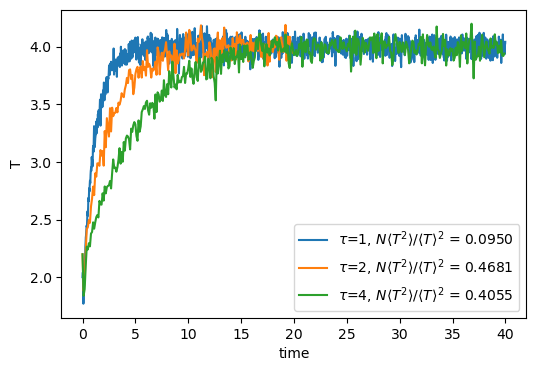 4.0
3.5
3.0
2.5
2.0
T
0 5 10 15 20 25 30 35 40
time
τ=1, N⟨T²⟩/⟨T⟩² = 0.0950
τ=2, N⟨T²⟩/⟨T⟩² = 0.4681
τ=4, N⟨T²⟩/⟨T⟩² = 0.4055